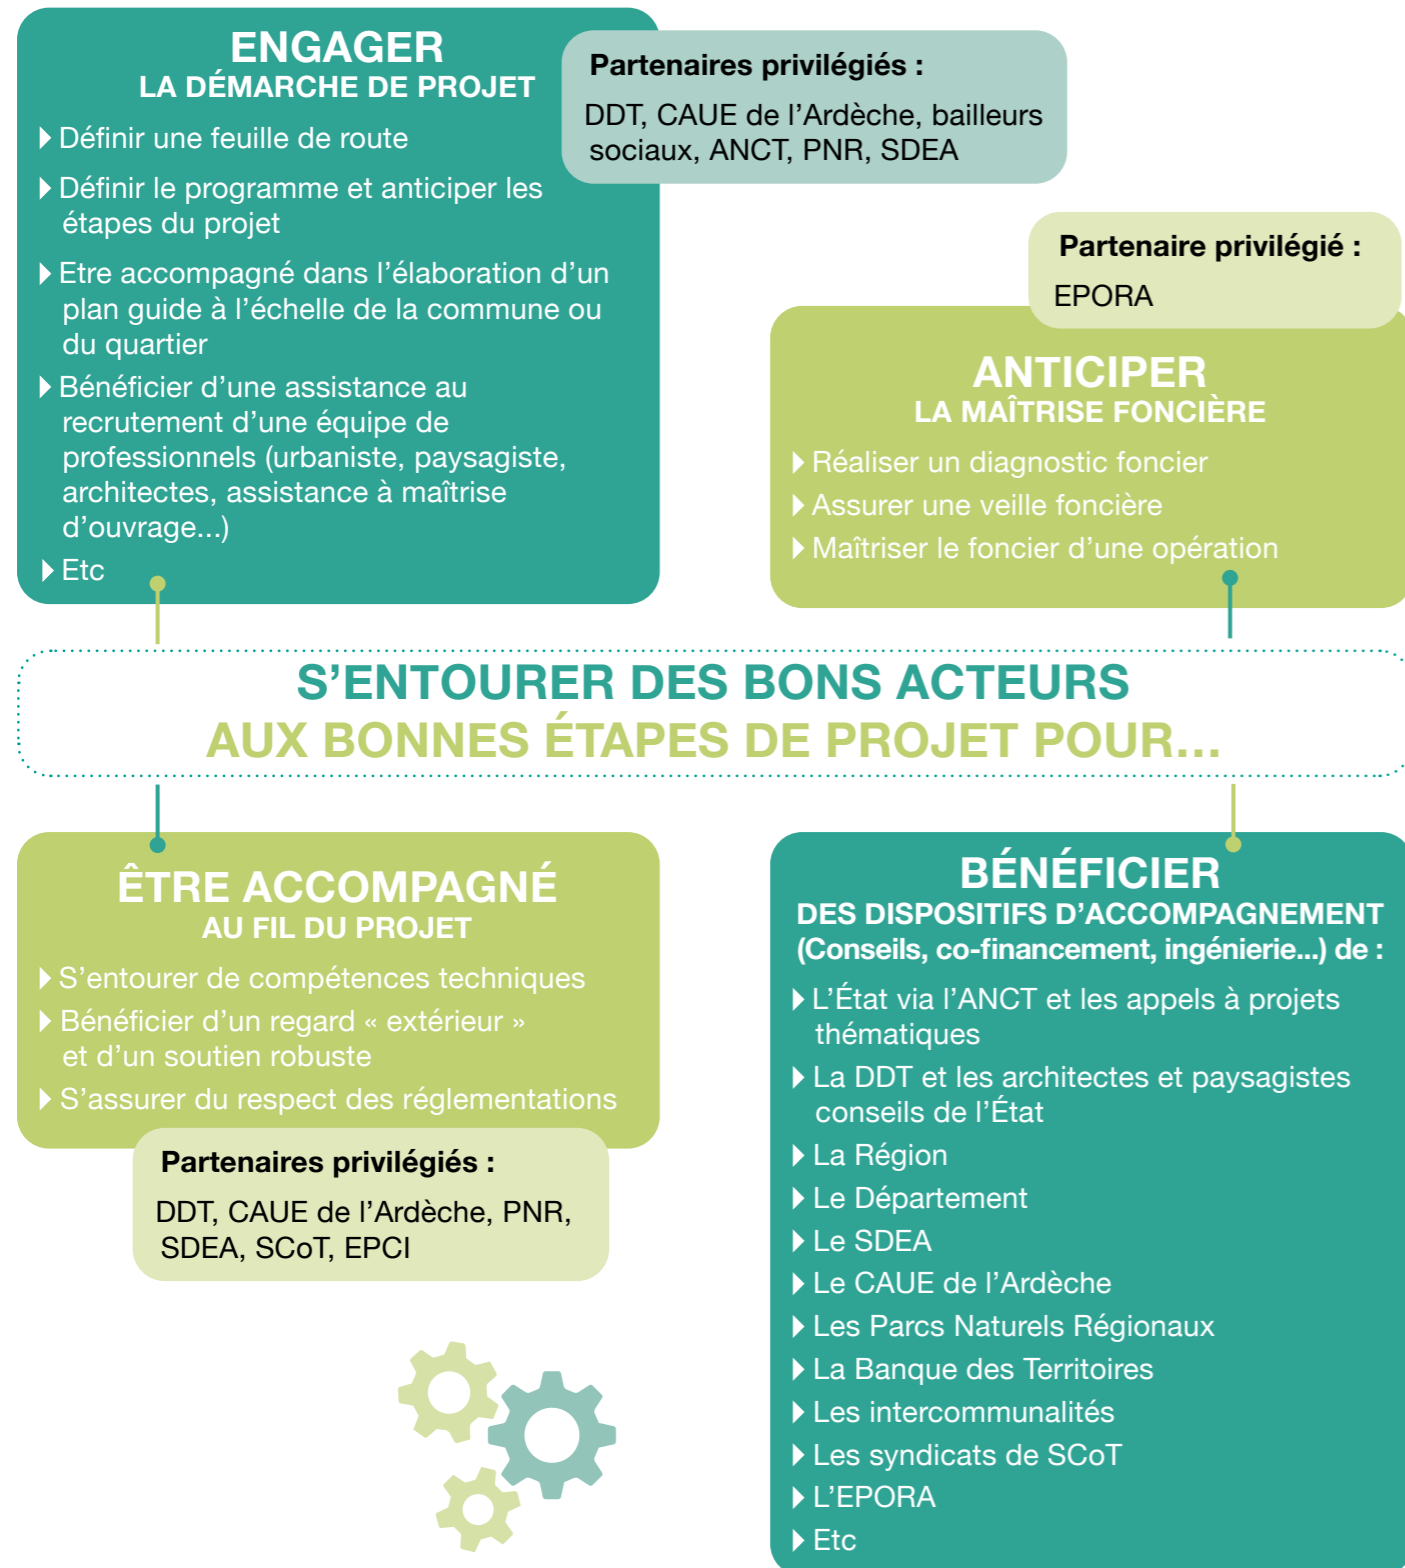 ENGAGER
LA DÉMARCHE DE PROJET
Définir une feuille de route
Définir le programme et anticiper les
étapes du projet
Etre accompagné dans l’élaboration d’un
plan guide à l’échelle de la commune ou
du quartier
Bénéficier d’une assistance au
recrutement d’une équipe de
professionnels (urbaniste, paysagiste,
architectes, assistance à maîtrise
d’ouvrage...)
Etc
Partenaires privilégiés :
DDT, CAUE de l’Ardèche, bailleurs
sociaux, ANCT, PNR, SDEA
Partenaire privilégié :
EPORA
ANTICIPER
LA MAÎTRISE FONCIÈRE
Réaliser un diagnostic foncier
Assurer une veille foncière
Maîtriser le foncier d’une opération
S’ENTOURER DES BONS ACTEURS
AUX BONNES ÉTAPES DE PROJET POUR...
ÊTRE ACCOMPAGNÉ
AU FIL DU PROJET
S’entourer de compétences techniques
Bénéficier d’un regard « extérieur »
et d’un soutien robuste
S’assurer du respect des réglementations
Partenaires privilégiés :
DDT, CAUE de l’Ardèche, PNR,
SDEA, SCoT, EPCI
BÉNÉFICIER
DES DISPOSITIFS D’ACCOMPAGNEMENT
(Conseils, co-financement, ingénierie...) de :
L’État via l’ANCT et les appels à projets
thématiques
La DDT et les architectes et paysagistes
conseils de l’État
La Région
Le Département
Le SDEA
Le CAUE de l’Ardèche
Les Parcs Naturels Régionaux
La Banque des Territoires
Les intercommunalités
Les syndicats de SCoT
L’EPORA
Etc